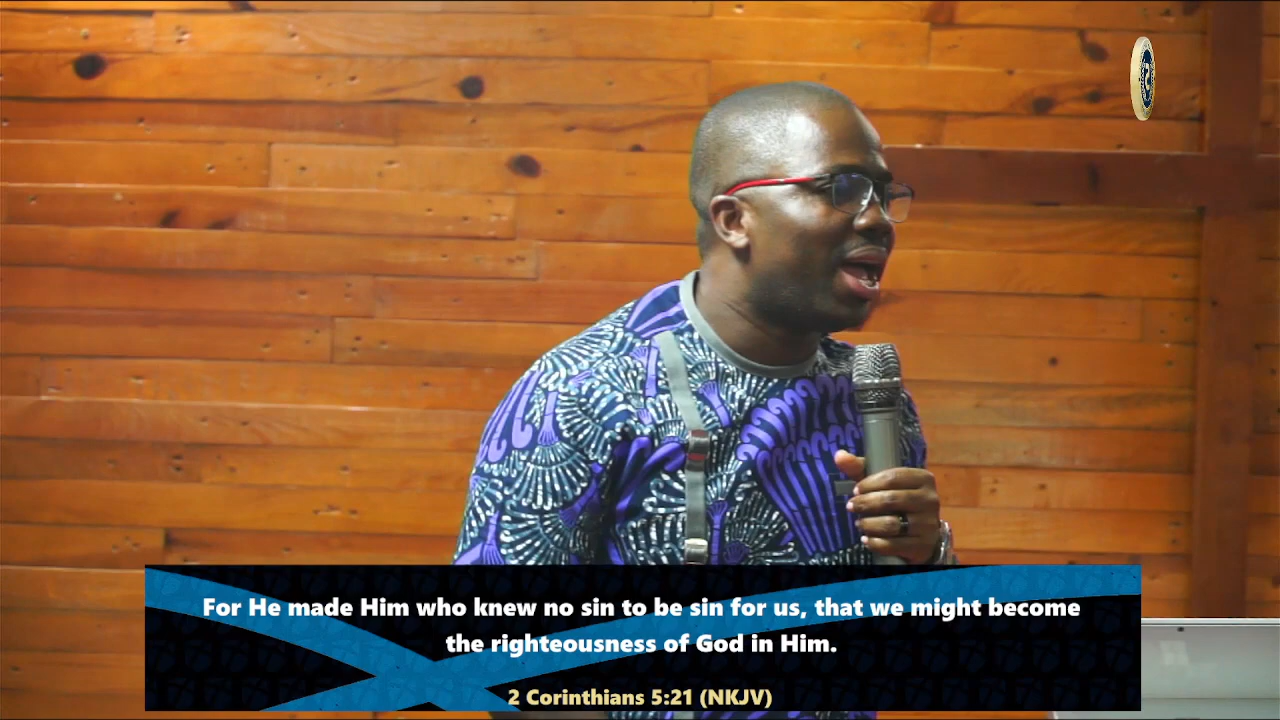 For He made Him who knew no sin to be sin for us, that we might become
the righteousness of God in Him.
2 Corinthians 5:21 (NKJV)